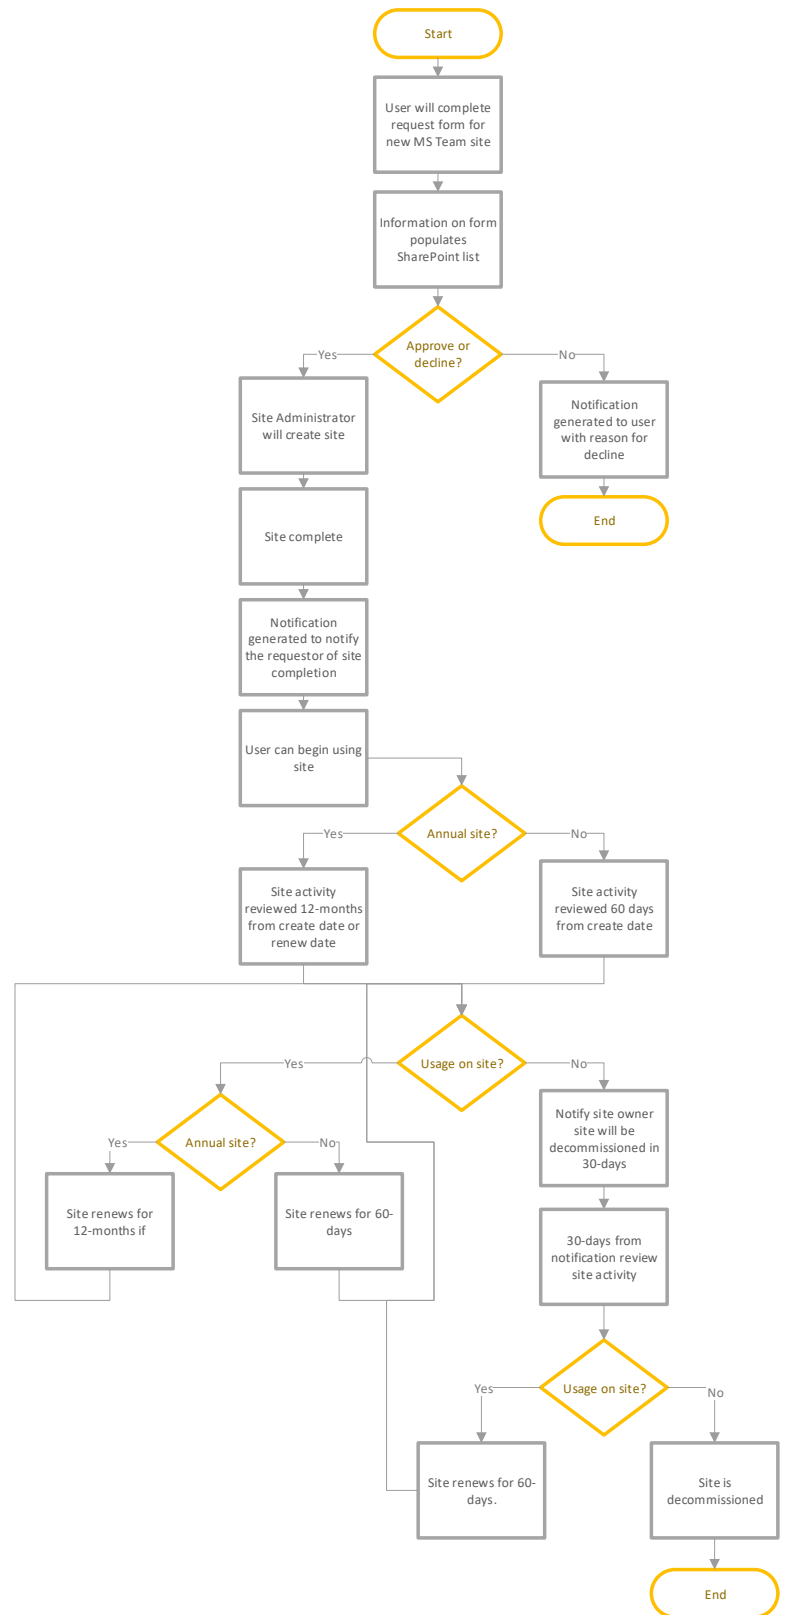 Start
User will complete
request form for
new MS Team site
Information on form
populates
SharePoint list
Approve or
decline?
Yes
No
Site Administrator
will create site
Notification
generated to user
with reason for
decline
Site complete
End
Notification
generated to notify
the requestor of site
completion
User can begin using
site
Annual site?
Yes
No
Site activity
reviewed 12-months
from create date or
renew date
Site activity
reviewed 60 days
from create date
Usage on site?
Yes
No
Notify site owner
site will be
decommissioned in
30-days
Annual site?
Yes
No
Site renews for
12-months if
Site renews for 60-
days
30-days from
notification review
site activity
Usage on site?
Yes
No
Site renews for 60-
days.
Site is
decommissioned
End